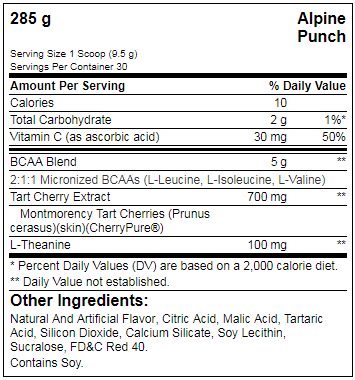 285 g Alpine
Punch
Serving Size 1 Scoop (9.5 g)
Servings Per Container 30
Amount Per Serving % Daily Value
Calories 10
Total Carbohydrate 2 g 1%*
Vitamin C (as ascorbic acid) 30 mg 50%
BCAA Blend 5 g **
2:1:1 Micronized BCAAs (L-Leucine, L-Isoleucine, L-Valine)
Tart Cherry Extract 700 mg **
Montmorency Tart Cherries (Prunus
cerasus)(skin)(CherryPure®)
L-Theanine 100 mg **
* Percent Daily Values (DV) are based on a 2,000 calorie diet.
** Daily Value not established.
Other Ingredients:
Natural And Artificial Flavor, Citric Acid, Malic Acid, Tartaric
Acid, Silicon Dioxide, Calcium Silicate, Soy Lecithin,
Sucralose, FD&C Red 40.
Contains Soy.